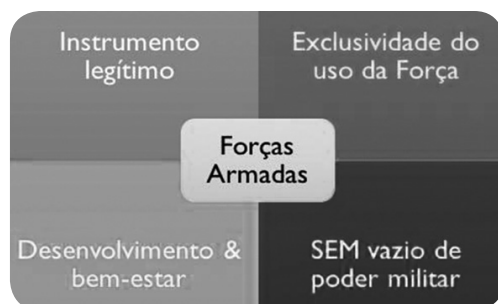 Instrumento
legítimo
Exclusividade do
uso da Força
Forças
Armadas
Desenvolvimento &
bem-estar
SEM vazio de
poder militar